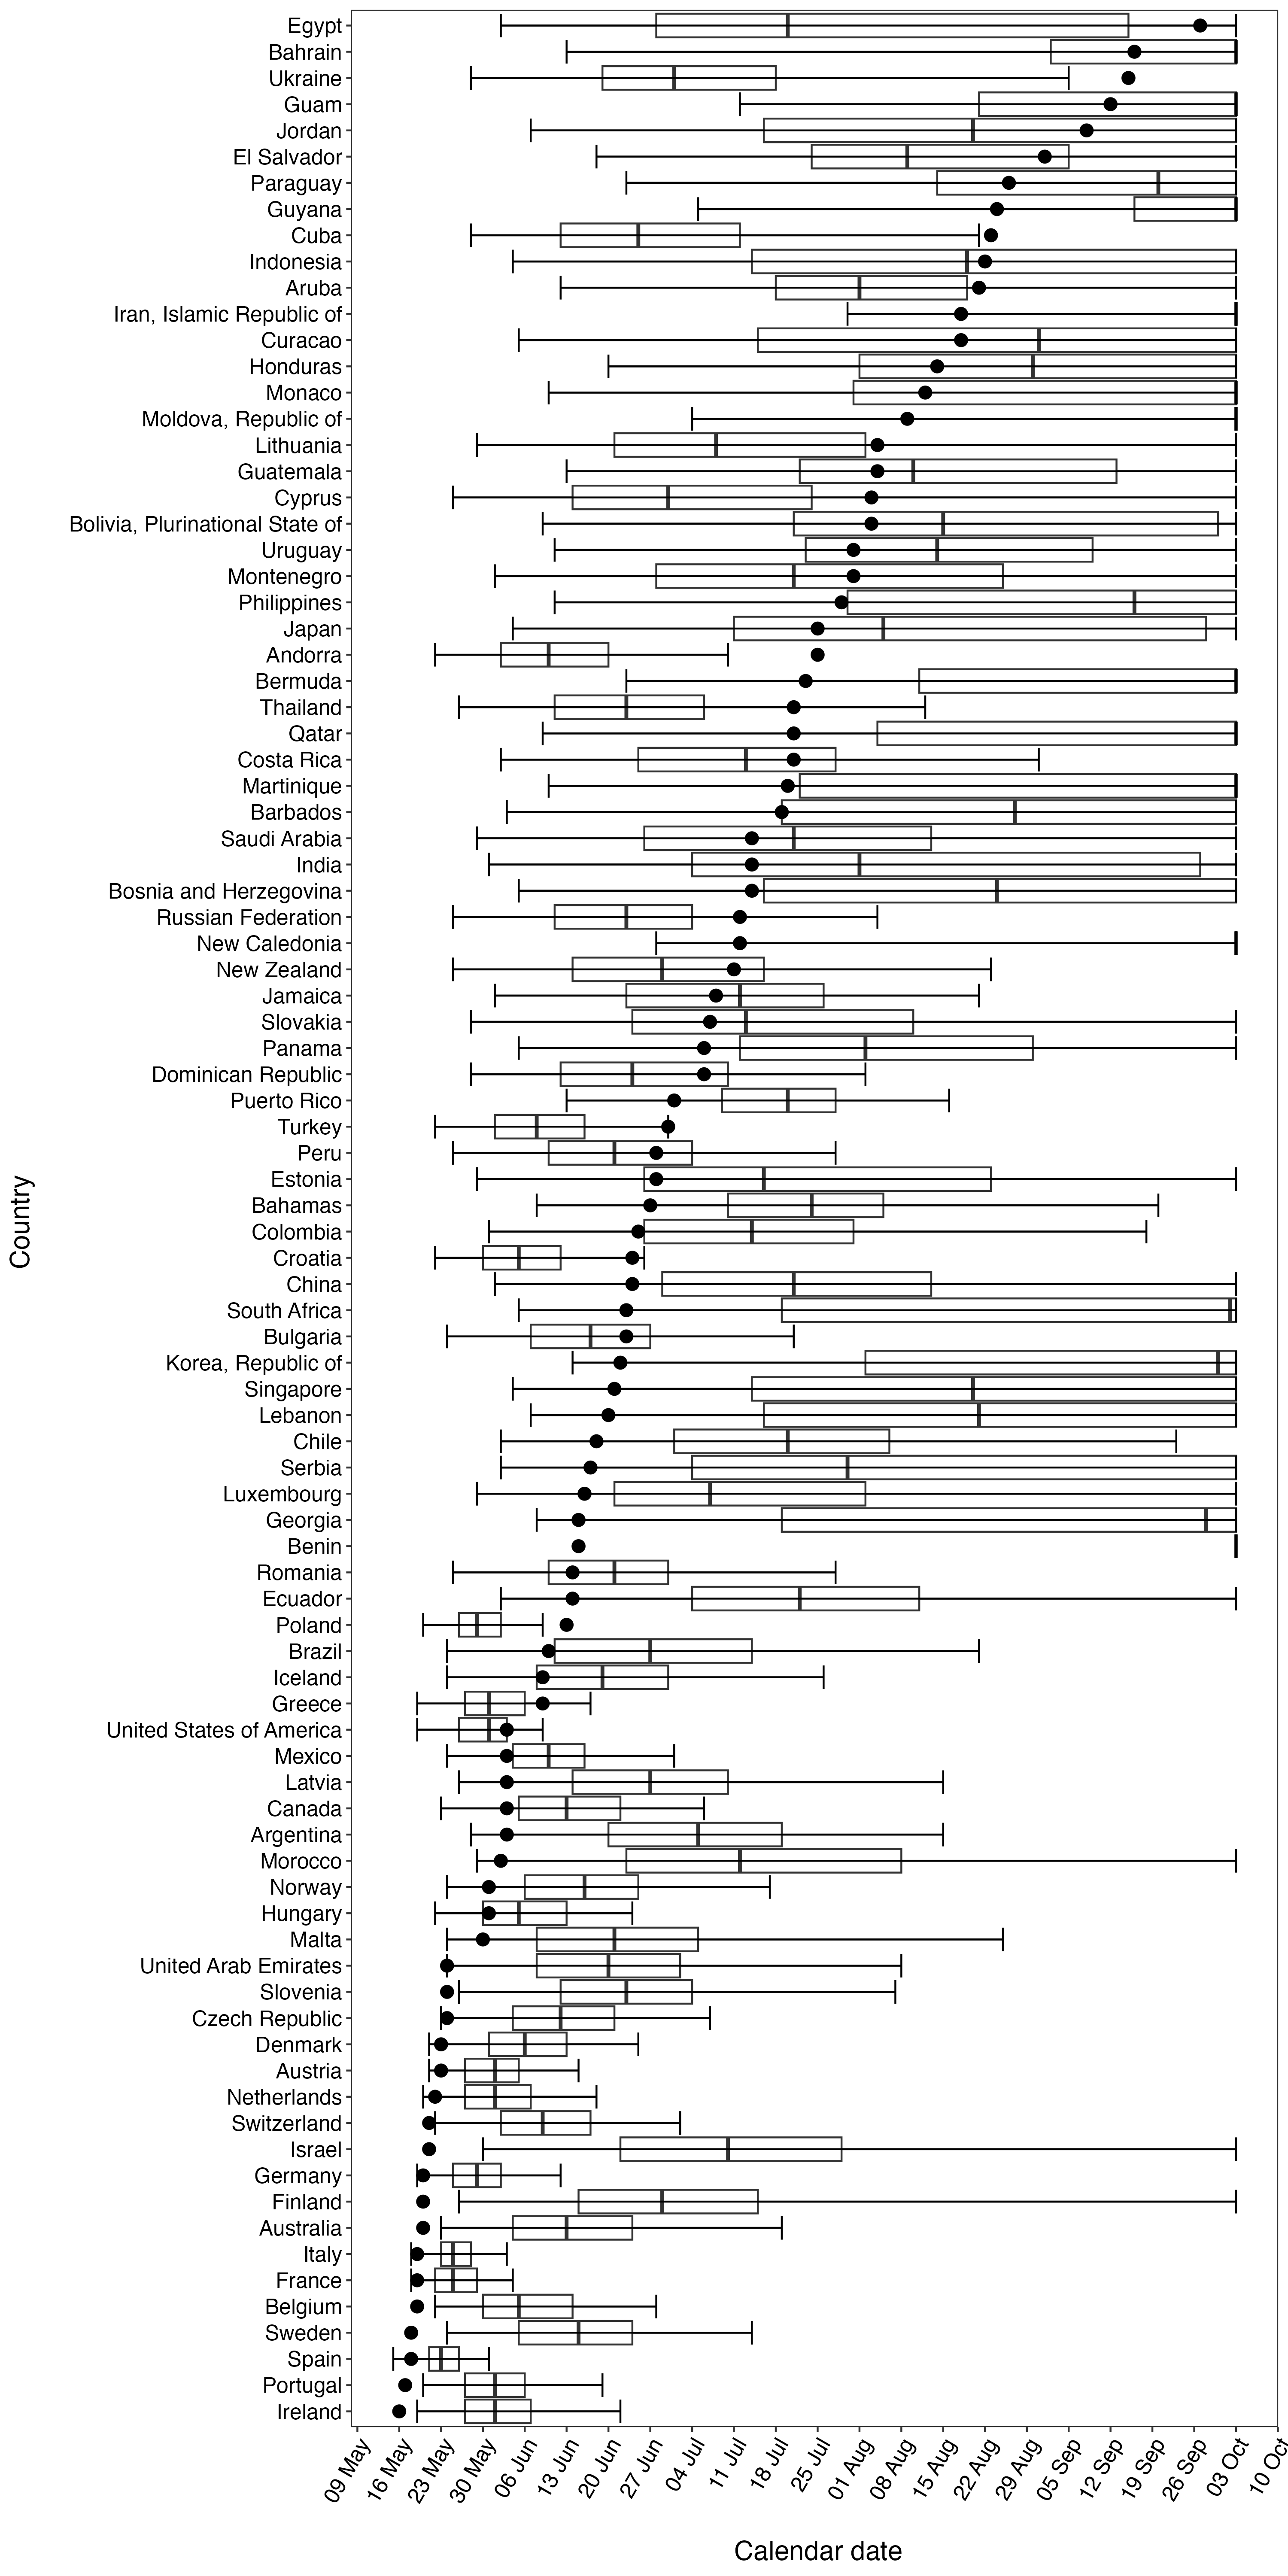 Egypt
Bahrain
Ukraine
Guam
Jordan
El Salvador
Paraguay
Guyana
Cuba
Indonesia
Aruba
Iran, Islamic Republic of
Curacao
Honduras
Monaco
Moldova, Republic of
Lithuania
Guatemala
Cyprus
Bolivia, Plurinational State of
Uruguay
Montenegro
Philippines
Japan
Andorra
Bermuda
Thailand
Qatar
Costa Rica
Martinique
Barbados
Saudi Arabia
India
Bosnia and Herzegovina
Russian Federation
New Caledonia
New Zealand
Jamaica
Slovakia
Panama
Dominican Republic
Puerto Rico
Turkey
Peru
Estonia
Bahamas
Colombia
Croatia
China
South Africa
Bulgaria
Korea, Republic of
Singapore
Lebanon
Chile
Serbia
Luxembourg
Georgia
Benin
Romania
Ecuador
Poland
Brazil
Iceland
Greece
United States of America
Mexico
Latvia
Canada
Argentina
Morocco
Norway
Hungary
Malta
United Arab Emirates
Slovenia
Czech Republic
Denmark
Austria
Netherlands
Switzerland
Israel
Germany
Finland
Australia
Italy
France
Belgium
Sweden
Spain
Portugal
Ireland
Country
09 May
16 May
23 May
30 May
06 Jun
13 Jun
20 Jun
27 Jun
04 Jul
11 Jul
18 Jul
25 Jul
01 Aug
08 Aug
15 Aug
22 Aug
29 Aug
05 Sep
12 Sep
19 Sep
26 Sep
03 Oct
10 Oct
Calendar date